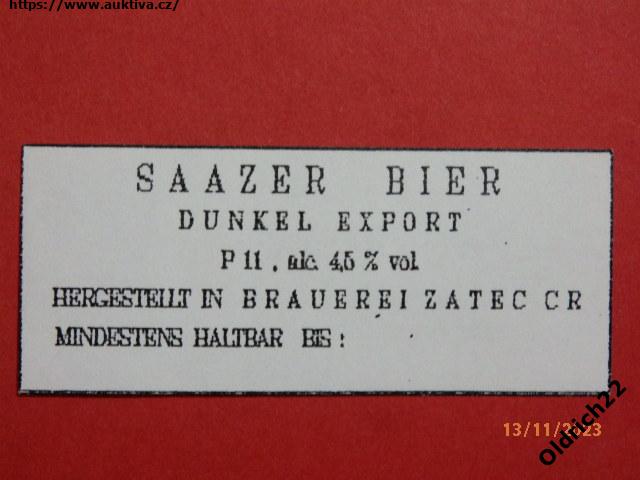 https://www.auktiva.cz/
SAAZER BIER
DUNKEL EXPORT
P 11 , alc. 4,5 % vol
HERGESTELLT IN BRAUEREI ZATEC CR
MINDESTENS HALTBAR BIS :
13/11/2023
Oldrich22